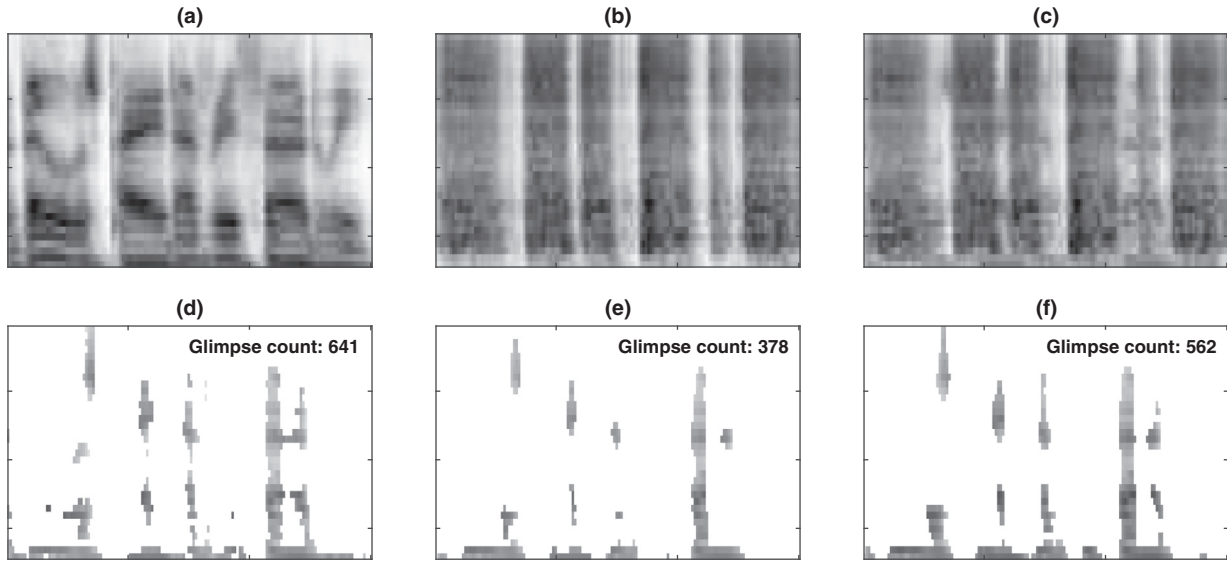 (a)
(b)
(c)
(d)
(e)
(f)
Glimpse count: 641
Glimpse count: 378
Glimpse count: 562